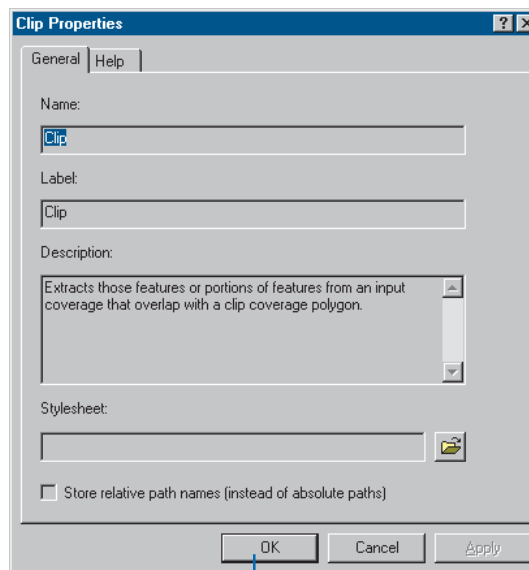 Clip Properties
General Help
Name:
Clip
Label:
Clip
Description:
Extracts those features or portions of features from an input
coverage that overlap with a clip coverage polygon.
Stylesheet:
Store relative path names (instead of absolute paths)
OK Cancel Apply